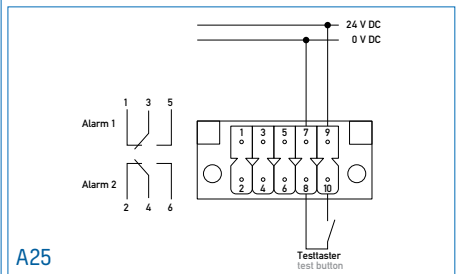 24 V DC
0 V DC
1 3 5
Alarm 1
1 3 5 7 9
Alarm 2
2 4 6 8 10
2 4 6
Testtaster
test button
A25